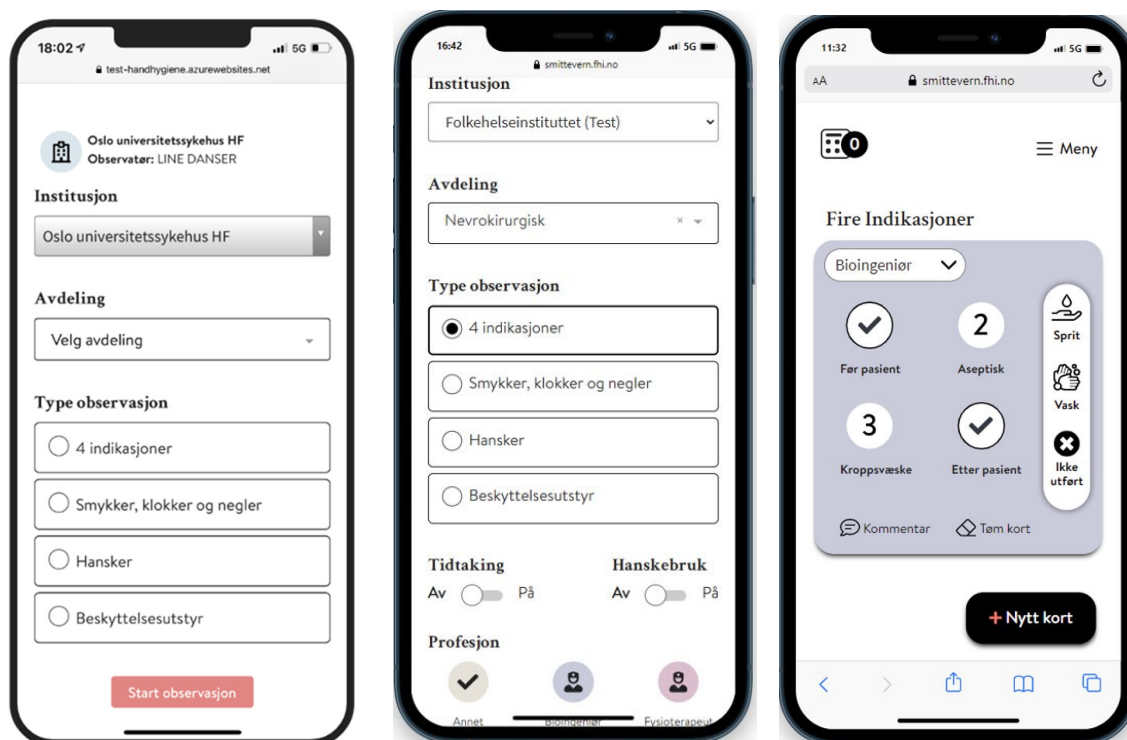 18:02
5G
test-handhygiene.azurewebsites.net
Oslo universitetssykehus HF
Observatør: LINE DANSER
Institusjon
Oslo universitetssykehus HF
Avdeling
Velg avdeling
Type observasjon
4 indikasjoner
Smykker, klokker og negler
Hansker
Beskyttelsesutstyr
Start observasjon
16:42
5G
smittevern.fhi.no
Institusjon
Folkehelseinstituttet (Test)
Avdeling
Nevrokirurgisk
Type observasjon
4 indikasjoner
Smykker, klokker og negler
Hansker
Beskyttelsesutstyr
Tidtaking Hanskebruk
Av På Av På
Profesjon
Annet Bioingeniør Fysioterapeut
11:32
5G
AA smittevern.fhi.no
0
Meny
Fire Indikasjoner
Bioingeniør
2
Sprit
Før pasient Aseptisk
Vask
3
Kroppsvæske Etter pasient
Ikke
utført
Kommentar Tøm kort
+ Nytt kort